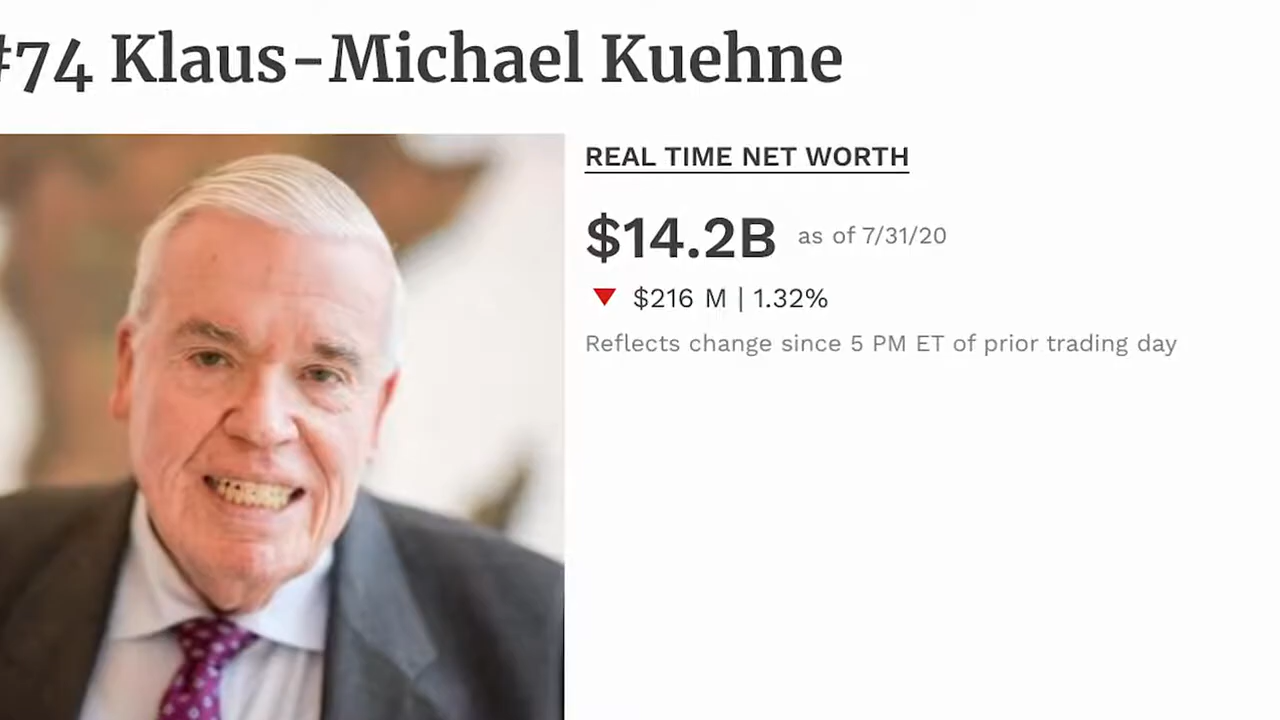 #74 Klaus-Michael Kuehne
REAL TIME NET WORTH
$14.2B as of 7/31/20
$216 M | 1.32%
Reflects change since 5 PM ET of prior trading day